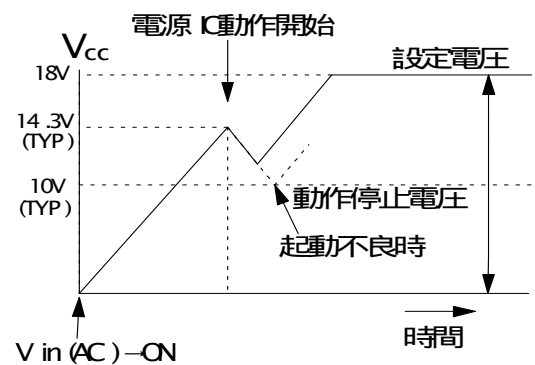 電源 IC動作開始
Vcc
18V
設定電圧
14.3V
(TYP)
10V
(TYP)
動作停止電圧
起動不良時
時間
Vin(AC)→ON